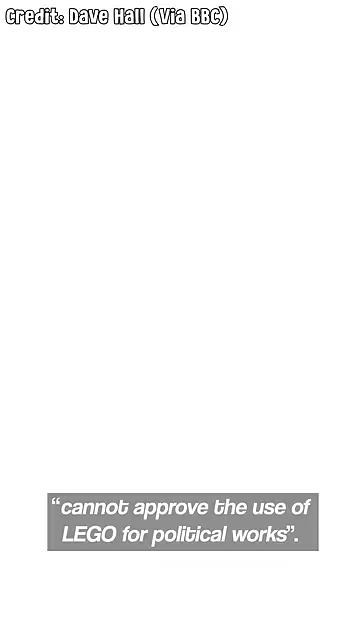 Credit: Dave Hall (Via BBC)
“cannot approve the use of
LEGO for political works”.